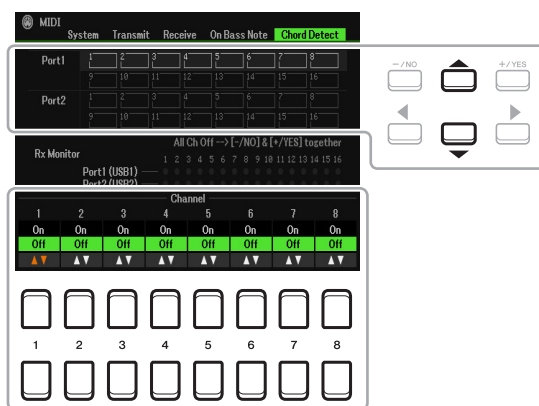 MIDI
System Transmit Receive On Bass Note Chord Detect
Port1 1 2 3 4 5 6 7 8
9 10 11 12 13 14 15 16
Port2 1 2 3 4 5 6 7 8
9 10 11 12 13 14 15 16
-/NO +/YES
All Ch Off --> [-/NO] & [+/YES] together
Rx Monitor 1 2 3 4 5 6 7 8 9 10 11 12 13 14 15 16
Port1 (USB1)
Port2 (USB2)
Channel
1 2 3 4 5 6 7 8
On On On On On On On On
Off Off Off Off Off Off Off Off
1 2 3 4 5 6 7 8